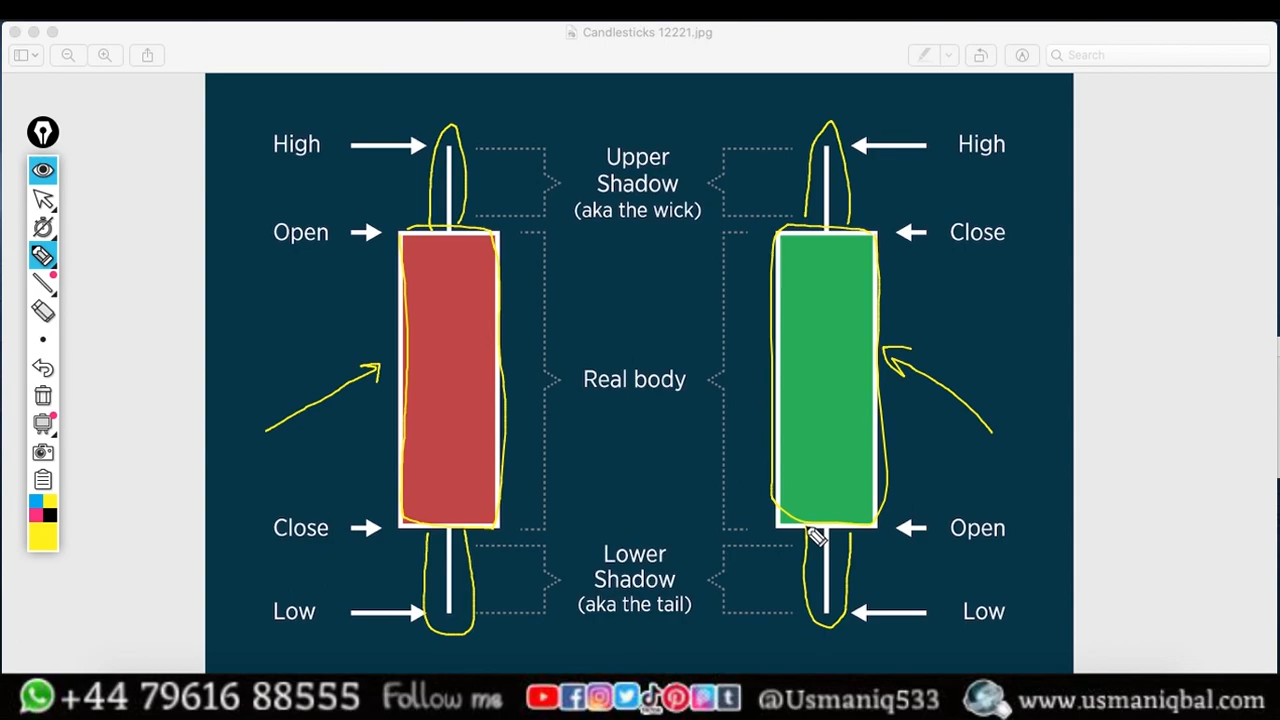 Candlesticks 12221.jpg
Search
High
Upper
Shadow
(aka the wick)
High
Open
Close
Real body
Close
Open
Lower
Shadow
(aka the tail)
Low
Low
+44 79616 88555 Follow me @Usmaniq533 www.usmaniqbal.com